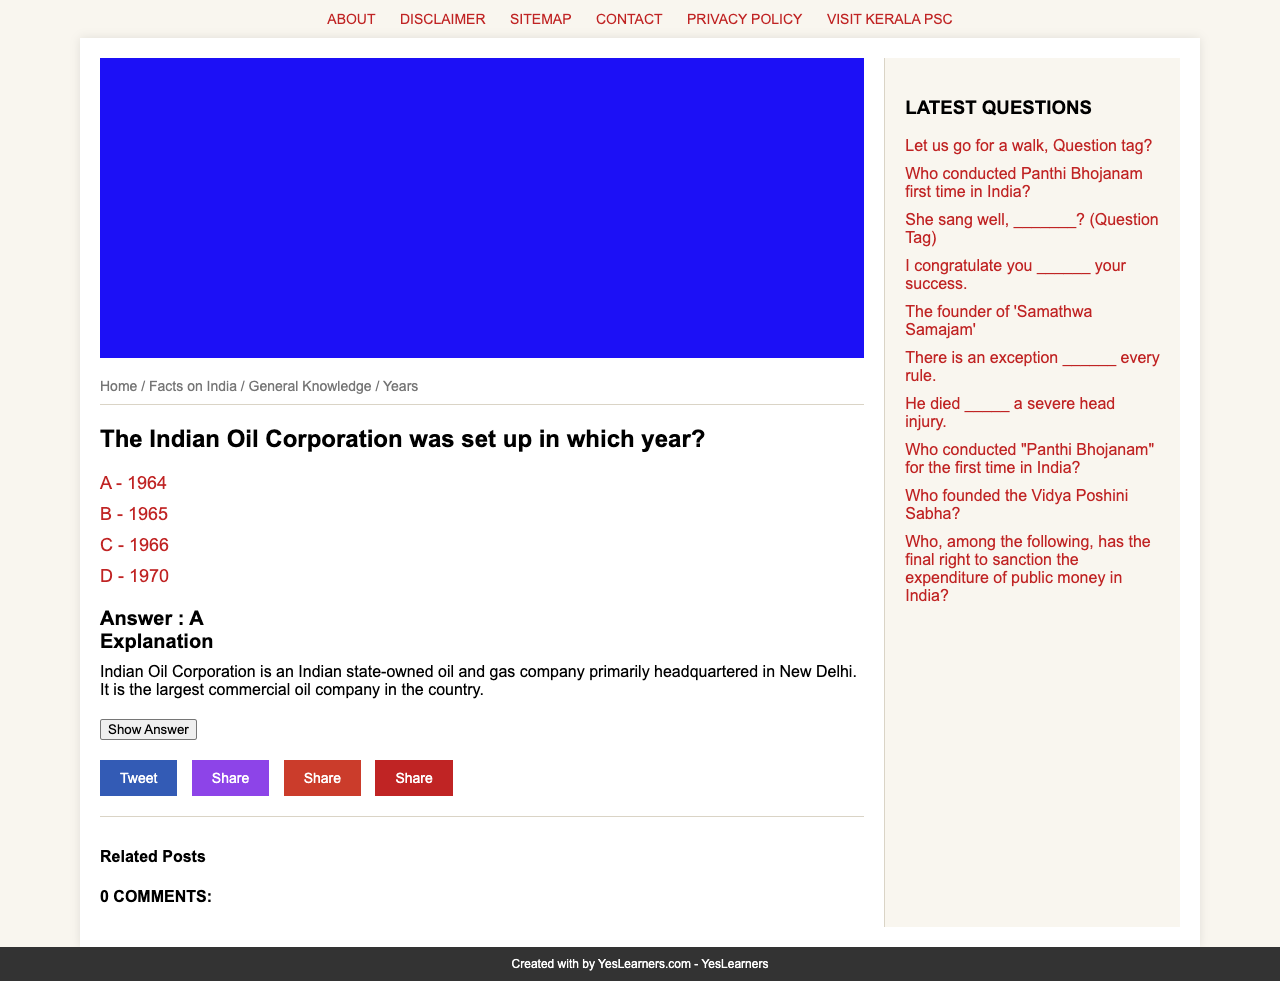 ABOUT DISCLAIMER SITEMAP CONTACT PRIVACY POLICY VISIT KERALA PSC
Home / Facts on India / General Knowledge / Years
The Indian Oil Corporation was set up in which year?
A - 1964
B - 1965
C - 1966
D - 1970
Answer : A
Explanation
Indian Oil Corporation is an Indian state-owned oil and gas company primarily headquartered in New Delhi.
It is the largest commercial oil company in the country.
Show Answer
Tweet Share Share Share
Related Posts
0 COMMENTS:
LATEST QUESTIONS
Let us go for a walk, Question tag?
Who conducted Panthi Bhojanam
first time in India?
She sang well, _______? (Question
Tag)
I congratulate you ______ your
success.
The founder of 'Samathwa
Samajam'
There is an exception ______ every
rule.
He died _____ a severe head
injury.
Who conducted "Panthi Bhojanam"
for the first time in India?
Who founded the Vidya Poshini
Sabha?
Who, among the following, has the
final right to sanction the
expenditure of public money in
India?
Created with by YesLearners.com - YesLearners